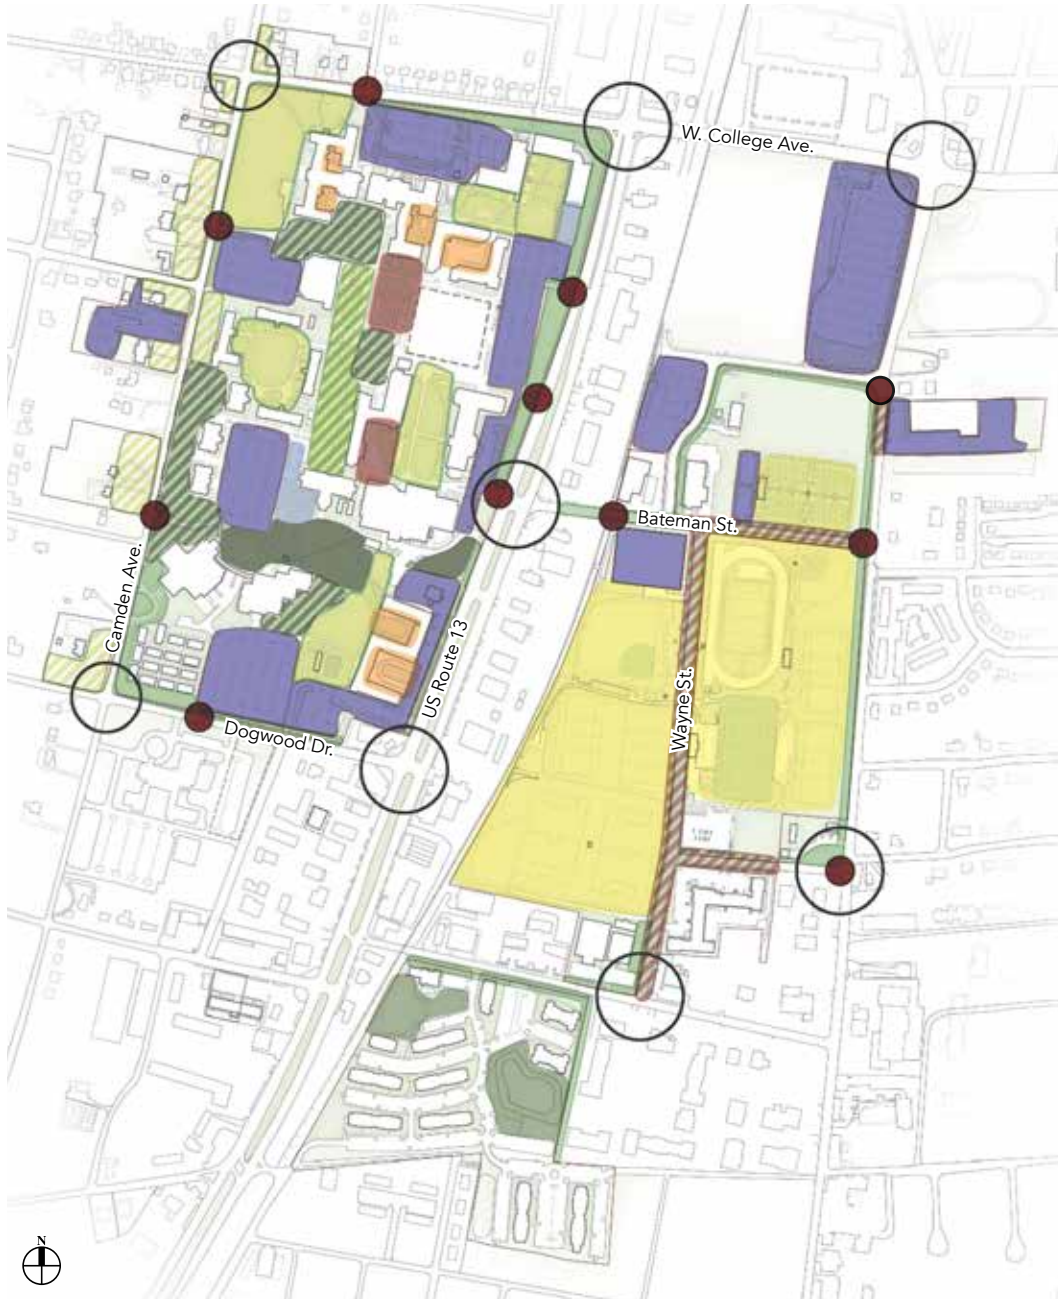 W. College Ave.
Bateman St.
Camden Ave.
US Route 13
Wayne St.
Dogwood Dr.
N